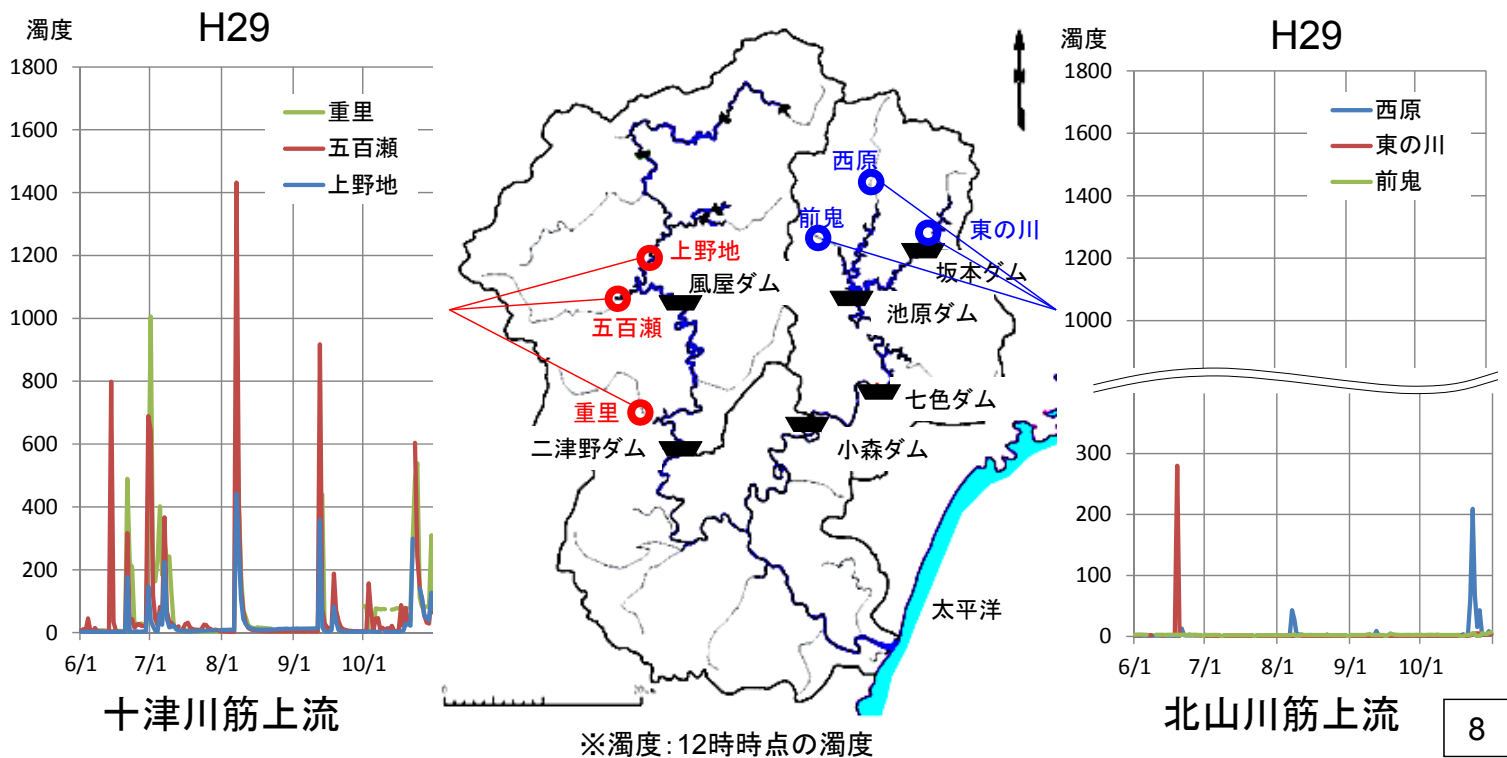 H29
濁度
1800
1600
1400
1200
1000
800
600
400
200
0
6/1
7/1
8/1
9/1
10/1
重里
五百瀬
上野地
十津川筋上流
西原
前鬼
東の川
上野地
坂本ダム
風屋ダム
池原ダム
五百瀬
七色ダム
重里
二津野ダム
小森ダム
太平洋
0
※濁度:12時時点の濁度
H29
濁度
1800
1600
1400
1200
1000
300
200
100
0
6/1
7/1
8/1
9/1
10/1
西原
東の川
前鬼
北山川筋上流
8